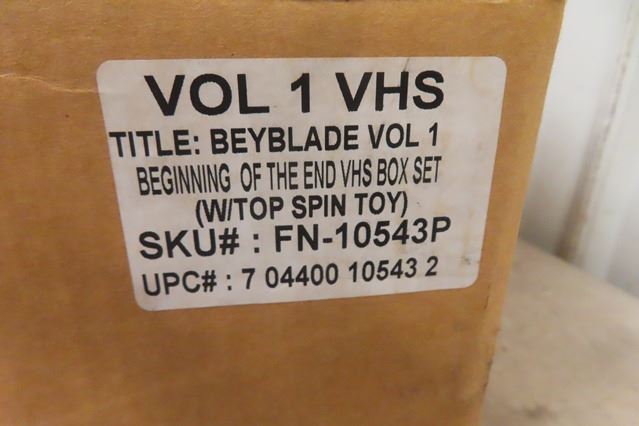 VOL 1 VHS
TITLE: BEYBLADE VOL 1
BEGINNING OF THE END VHS BOX SET
(W/TOP SPIN TOY)
SKU# : FN-10543P
UPC# : 7 04400 10543 2